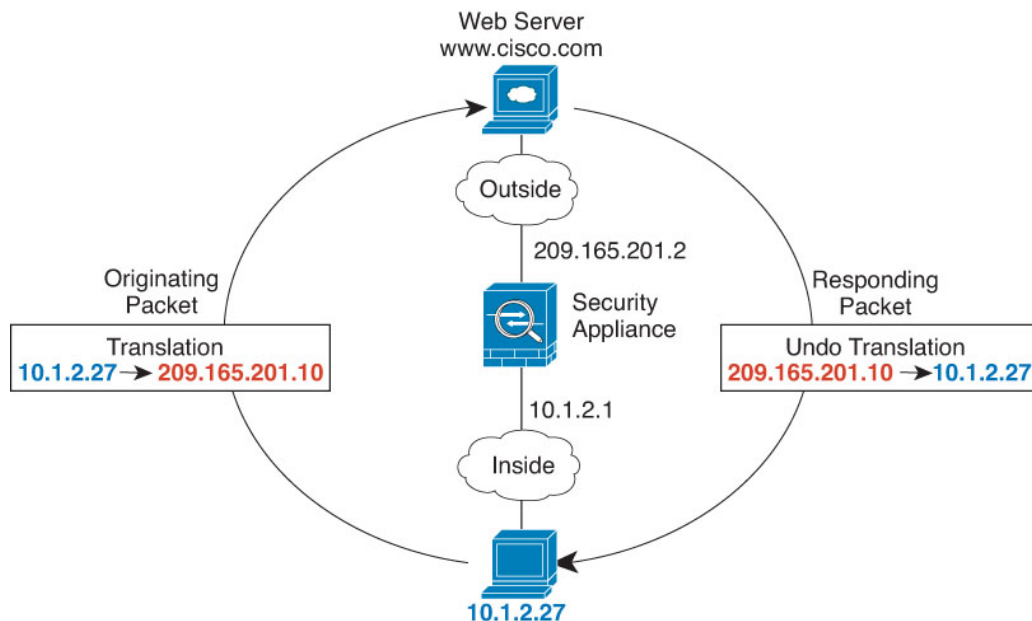 Web Server
www.cisco.com
Outside
209.165.201.2
Originating
Packet
Translation
10.1.2.27 → 209.165.201.10
Security
Appliance
Responding
Packet
Undo Translation
209.165.201.10 → 10.1.2.27
10.1.2.1
Inside
10.1.2.27